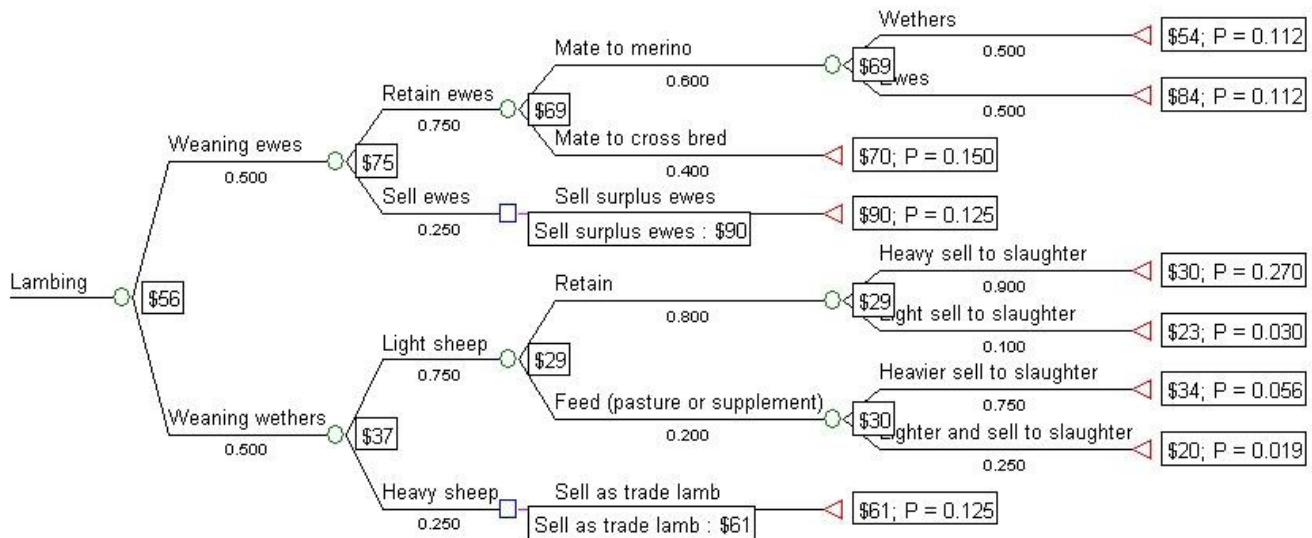 Wethers
$54; P = 0.112
Mate to merino
0.500
0.600
$69
Ewes
$84; P = 0.112
Retain ewes
0.500
0.750
$69
Mate to cross bred
Weaning ewes
$70; P = 0.150
0.400
0.500
$75
Sell ewes
Sell surplus ewes
$90; P = 0.125
0.250
Sell surplus ewes : $90
Heavy sell to slaughter
$30; P = 0.270
Lambing
Retain
0.900
$56
0.800
$29
Light sell to slaughter
$23; P = 0.030
Light sheep
0.100
0.750
$29
Heavier sell to slaughter
$34; P = 0.056
Feed (pasture or supplement)
0.750
Weaning wethers
0.200
$30
Lighter and sell to slaughter
$20; P = 0.019
0.500
$37
0.250
Heavy sheep
Sell as trade lamb
$61; P = 0.125
0.250
Sell as trade lamb : $61